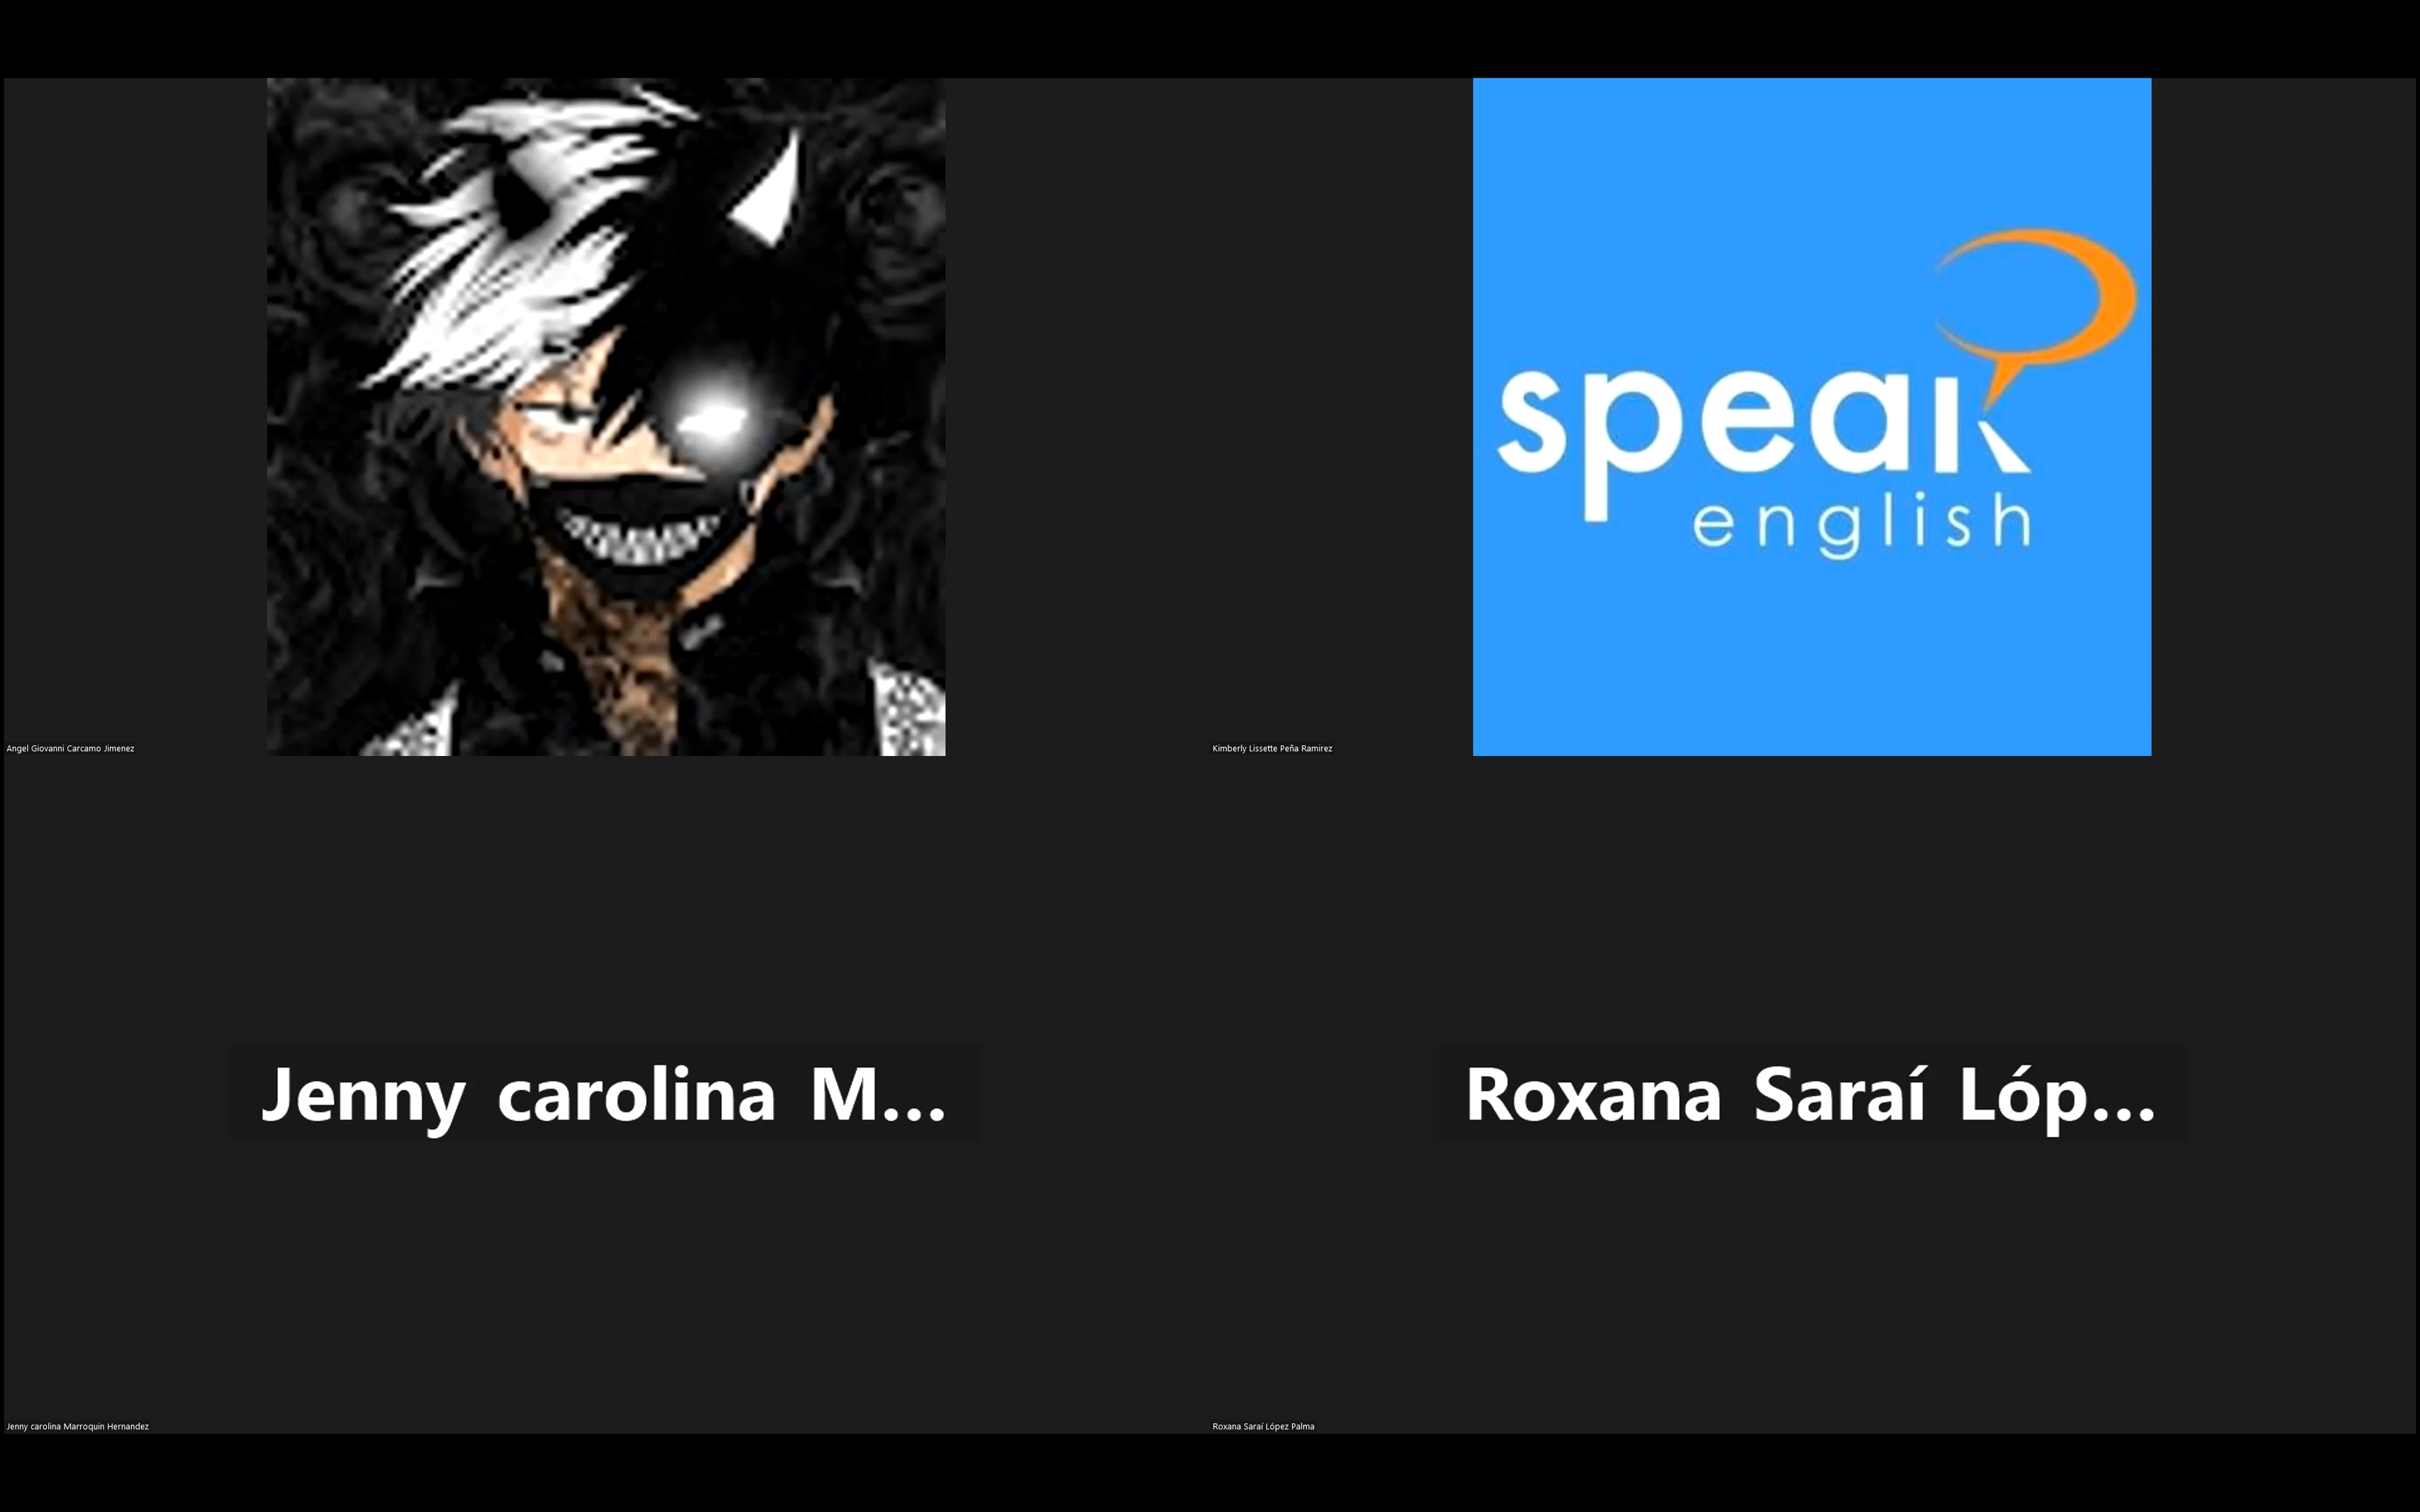 speak
english
Angel Giovanni Carcamo Jimenez
Kimberly Lissette Peña Ramirez
Jenny carolina M...
Roxana Saraí Lóp...
Jenny carolina Marroquin Hernandez
Roxana Saraí López Palma